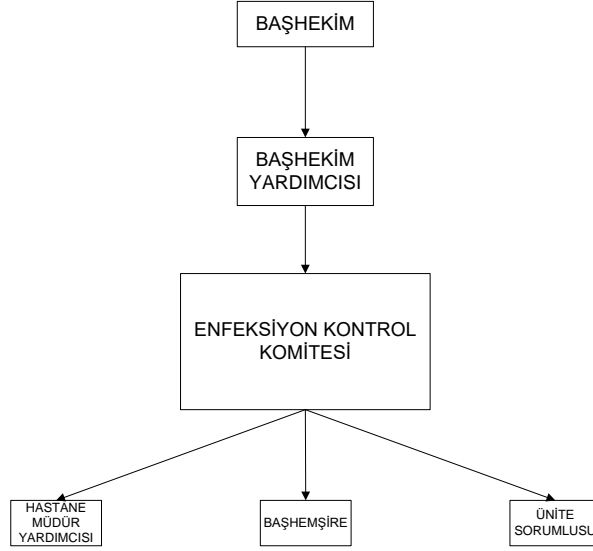 BAŞHEKİM
BAŞHEKİM
YARDIMCISI
ENFEKSİYON KONTROL
KOMİTESİ
HASTANE
MÜDÜR
YARDIMCISI
BAŞHEMŞİRE
ÜNİTE
SORUMLUSU